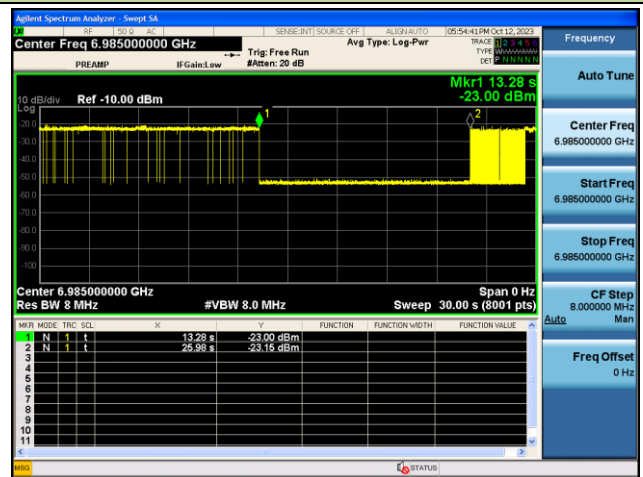 Agilent Spectrum Analyzer - Swept SA
RF 50 Ω AC SENSE:INT SOURCE OFF ALIGN AUTO 05:54:41 PM Oct 12, 2023
Center Freq 6.985000000 GHz Avg Type: Log-Pwr TRACE 1 2 3 4 5 6
Trig: Free Run TYPE
PREAMP IFGain:Low #Atten: 20 dB DET P N N N N N
Mkr1 13.28 s
10 dB/div Ref -10.00 dBm -23.00 dBm
Log
1 2
-20.0
-30.0
-40.0
-50.0
-60.0
-70.0
-80.0
-90.0
-100
Center 6.985000000 GHz Span 0 Hz
Res BW 8 MHz #VBW 8.0 MHz Sweep 30.00 s (8001 pts)
MKR MODE TRC SCL X Y FUNCTION FUNCTION WIDTH FUNCTION VALUE
1 N 1 t 13.28 s -23.00 dBm
2 N 1 t 25.98 s -23.15 dBm
3
4
5
6
7
8
9
10
11
MSG STATUS
Frequency
Auto Tune
Center Freq
6.985000000 GHz
Start Freq
6.985000000 GHz
Stop Freq
6.985000000 GHz
CF Step
8.000000 MHz
Auto Man
Freq Offset
0 Hz